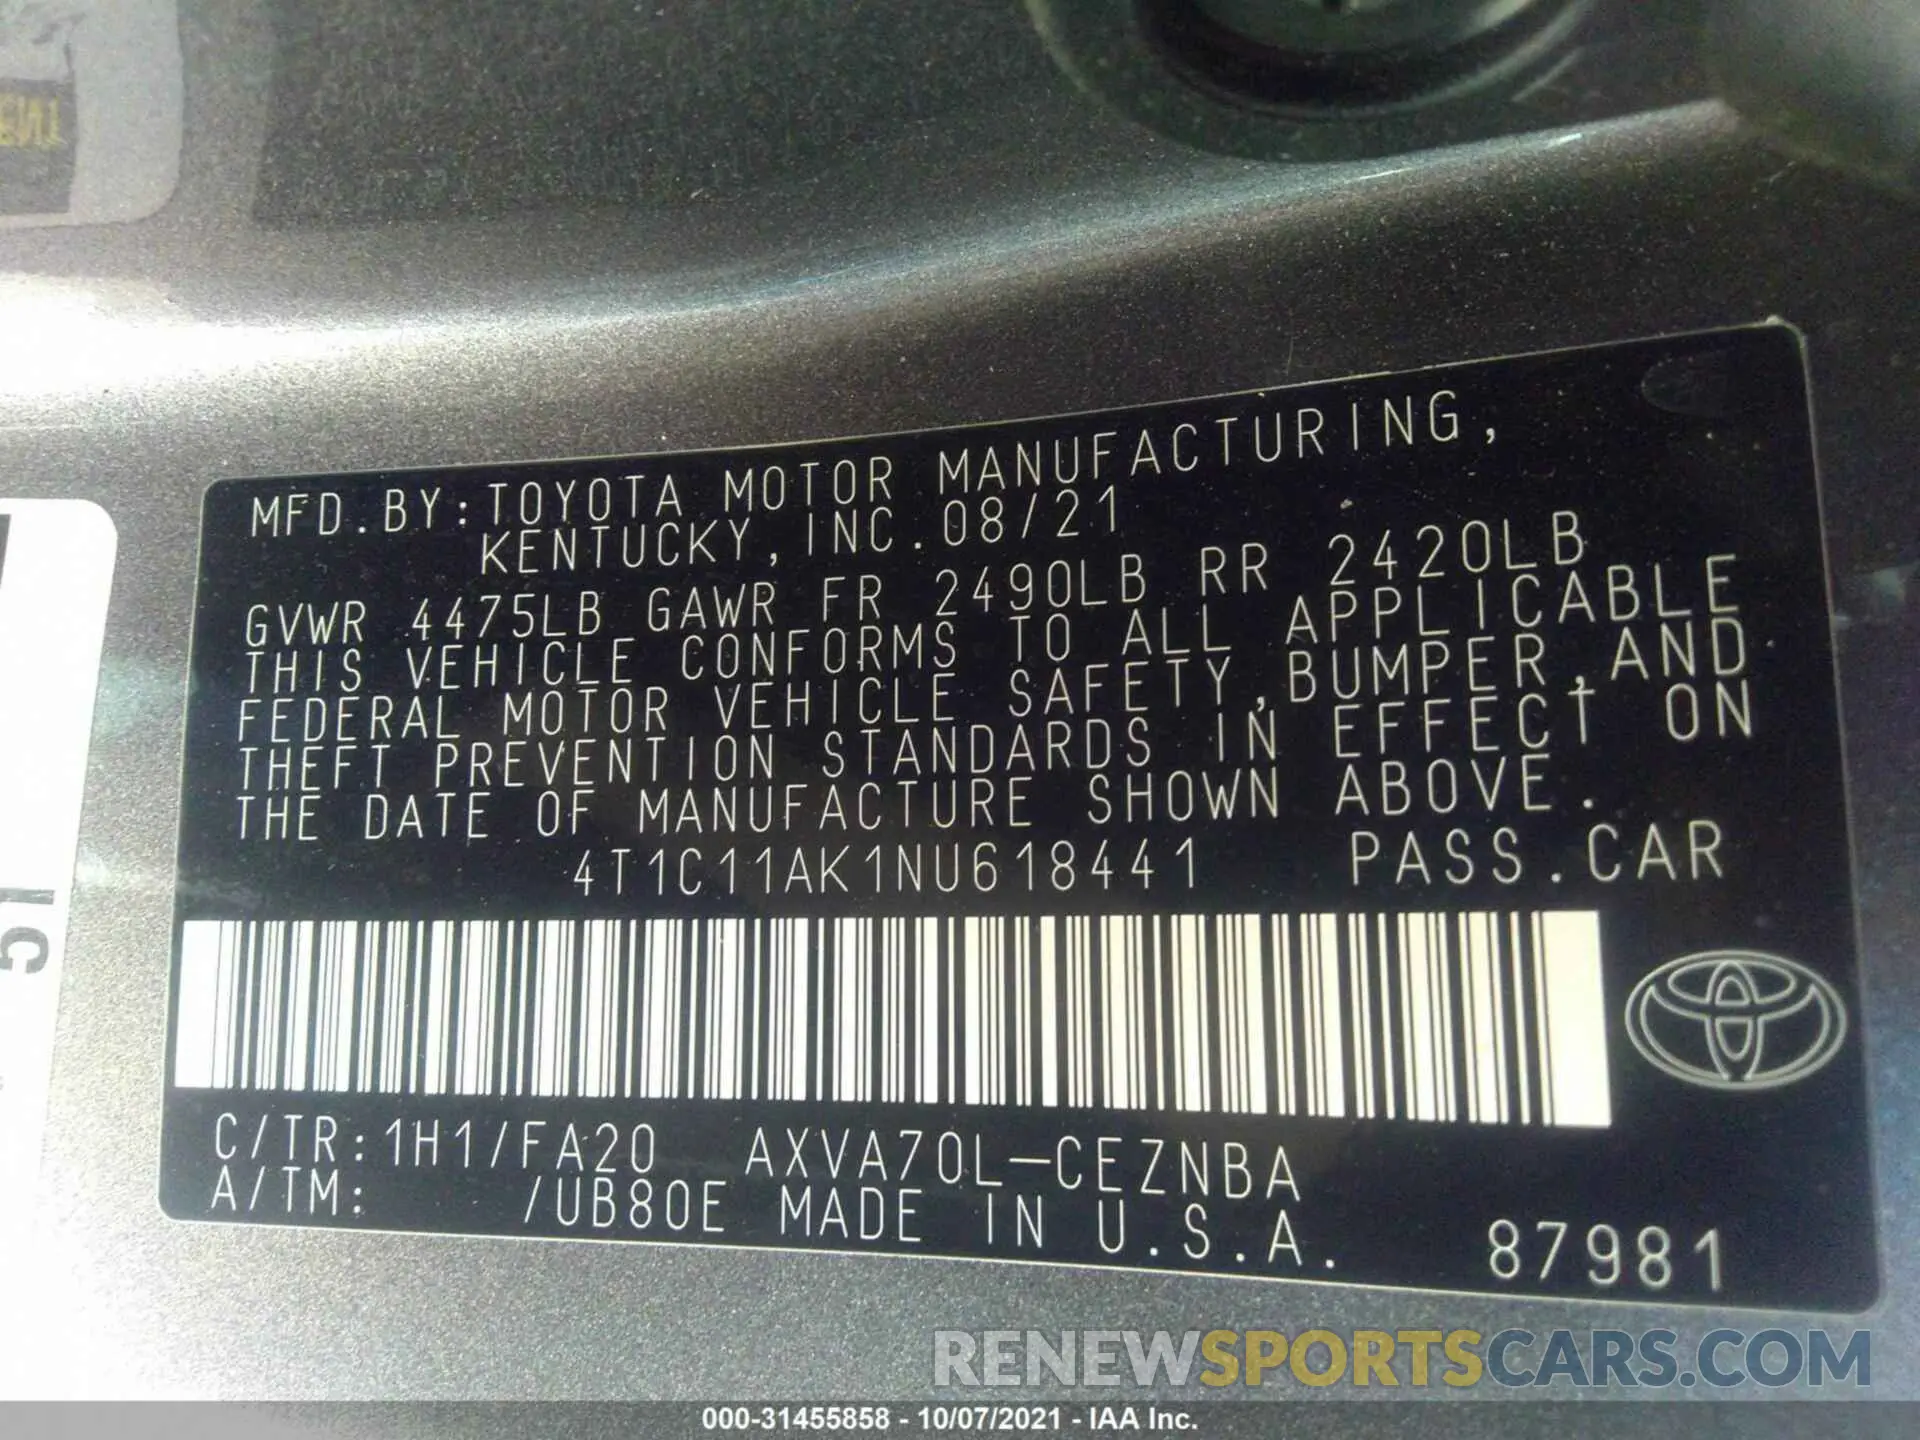 MFD.BY:TOYOTA MOTOR MANUFACTURING,
KENTUCKY,INC.08/21
GVWR 4475LB GAWR FR 2490LB RR 2420LB
THIS VEHICLE CONFORMS TO ALL APPLICABLE
FEDERAL MOTOR VEHICLE SAFETY,BUMPER,AND
THEFT PREVENTION STANDARDS IN EFFECT ON
THE DATE OF MANUFACTURE SHOWN ABOVE.
4T1C11AK1NU618441 PASS.CAR
C/TR:1H1/FA20 AXVA70L-CEZNBA
A/TM: /UB80E MADE IN U.S.A.
87981
RENEWSPORTSCARS.COM
000-31455858 - 10/07/2021 - IAA Inc.